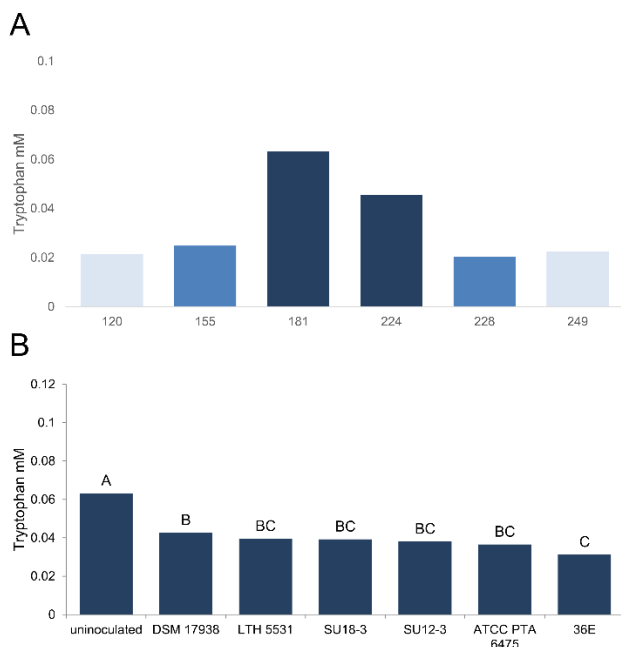 A
Tryptophan mM
0.1
0.08
0.06
0.04
0.02
0
120 155 181 224 228 249
B
Tryptophan mM
0.12
0.1
0.08
0.06
0.04
0.02
0
A B BC BC BC BC C
uninoculated DSM 17938 LTH 5531 SU18-3 SU12-3 ATCC PTA 36E
6475